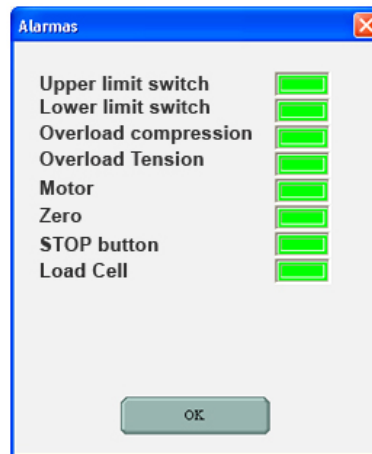 Alarmas
Upper limit switch
Lower limit switch
Overload compression
Overload Tension
Motor
Zero
STOP button
Load Cell
OK